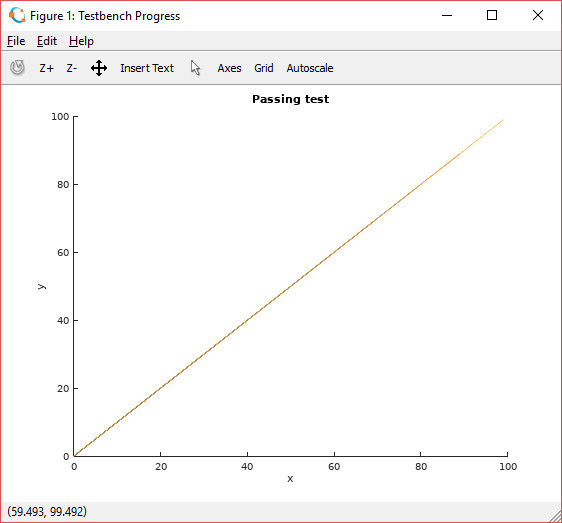 Figure 1: Testbench Progress
File Edit Help
Z+ Z- Insert Text Axes Grid Autoscale
Passing test
100
80
60
y
40
20
0
0 20 40 60 80 100
x
(59.493, 99.492)